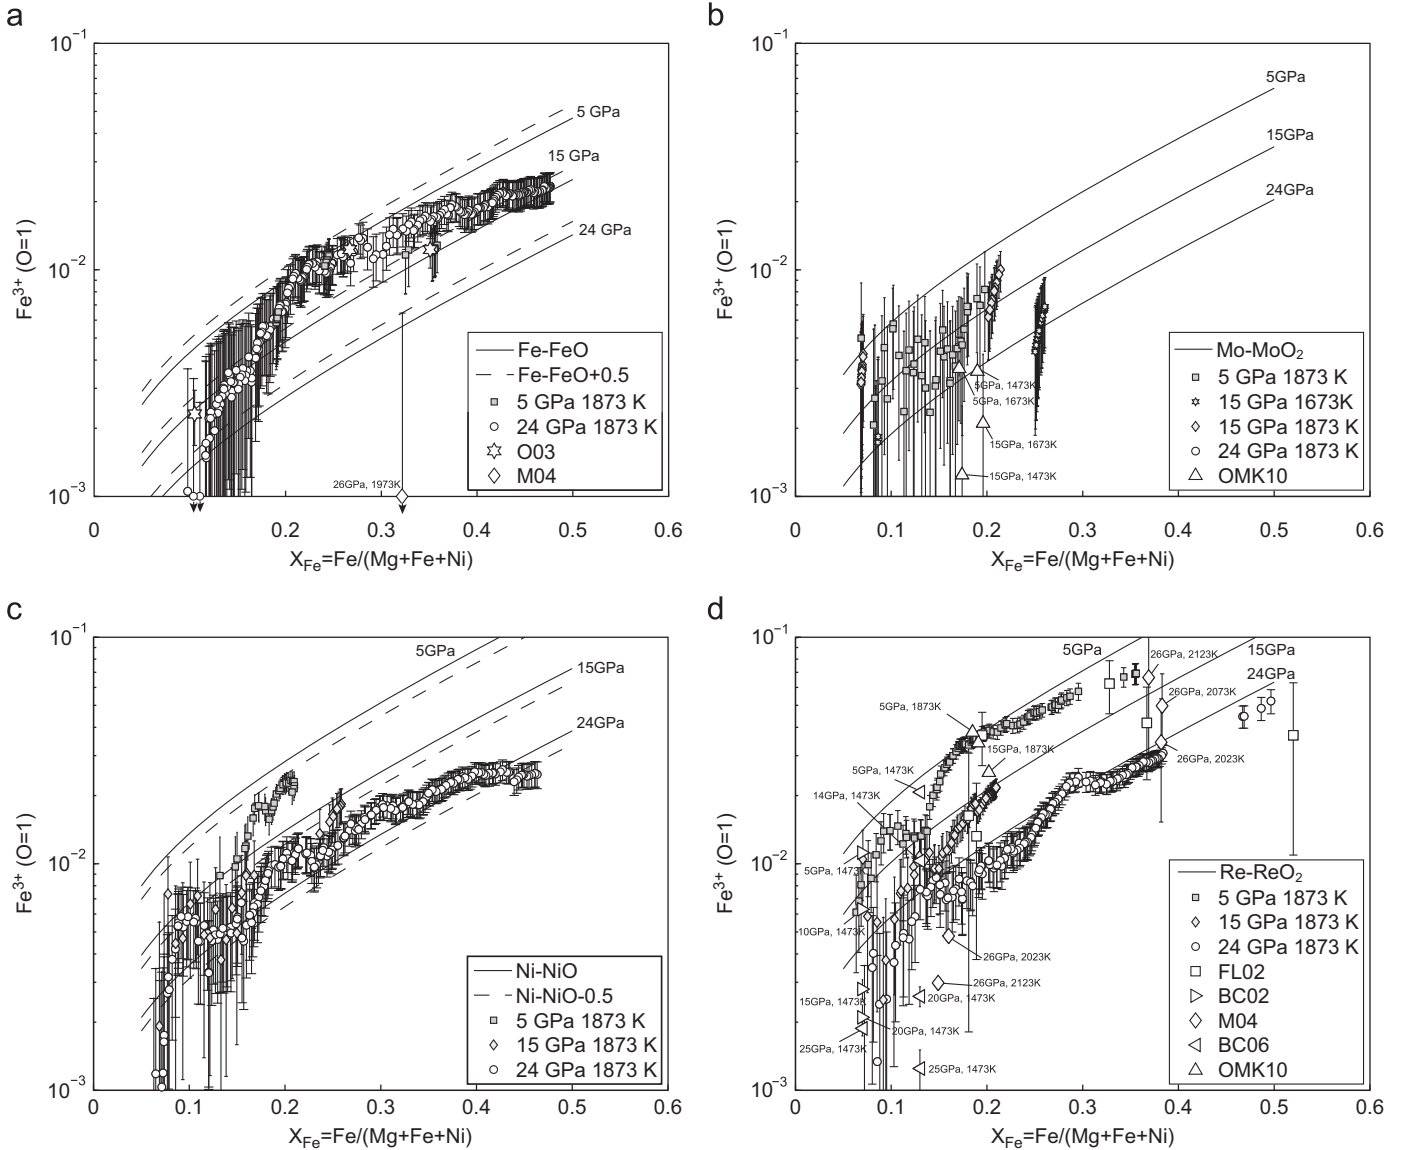 a
10⁻¹
10⁻²
10⁻³
Fe³⁺ (O=1)
5 GPa
15 GPa
24 GPa
26GPa, 1973K
Fe-FeO
Fe-FeO+0.5
5 GPa 1873 K
24 GPa 1873 K
O03
M04
0 0.2 0.4 0.6
X_Fe=Fe/(Mg+Fe+Ni)
b
10⁻¹
10⁻²
10⁻³
Fe³⁺ (O=1)
5GPa
15GPa
24GPa
5GPa, 1473K
5GPa, 1673K
15GPa, 1673K
15GPa, 1473K
Mo-MoO₂
5 GPa 1873 K
15 GPa 1673K
15 GPa 1873 K
24 GPa 1873 K
OMK10
0 0.1 0.2 0.3 0.4 0.5 0.6
X_Fe=Fe/(Mg+Fe+Ni)
c
10⁻¹
10⁻²
10⁻³
Fe³⁺ (O=1)
5GPa
15GPa
24GPa
Ni-NiO
Ni-NiO-0.5
5 GPa 1873 K
15 GPa 1873 K
24 GPa 1873 K
0 0.1 0.2 0.3 0.4 0.5 0.6
X_Fe=Fe/(Mg+Fe+Ni)
d
10⁻¹
10⁻²
10⁻³
Fe³⁺ (O=1)
5GPa
26GPa, 2123K
15GPa
24GPa
26GPa, 2073K
5GPa, 1873K
15GPa, 1873K
26GPa, 2023K
5GPa, 1473K
14GPa, 1473K
5GPa, 1473K
10GPa, 1473K
26GPa, 2023K
26GPa, 2123K
15GPa, 1473K
20GPa, 1473K
20GPa, 1473K
25GPa, 1473K
25GPa, 1473K
Re-ReO₂
5 GPa 1873 K
15 GPa 1873 K
24 GPa 1873 K
FL02
BC02
M04
BC06
OMK10
0 0.1 0.2 0.3 0.4 0.5 0.6
X_Fe=Fe/(Mg+Fe+Ni)